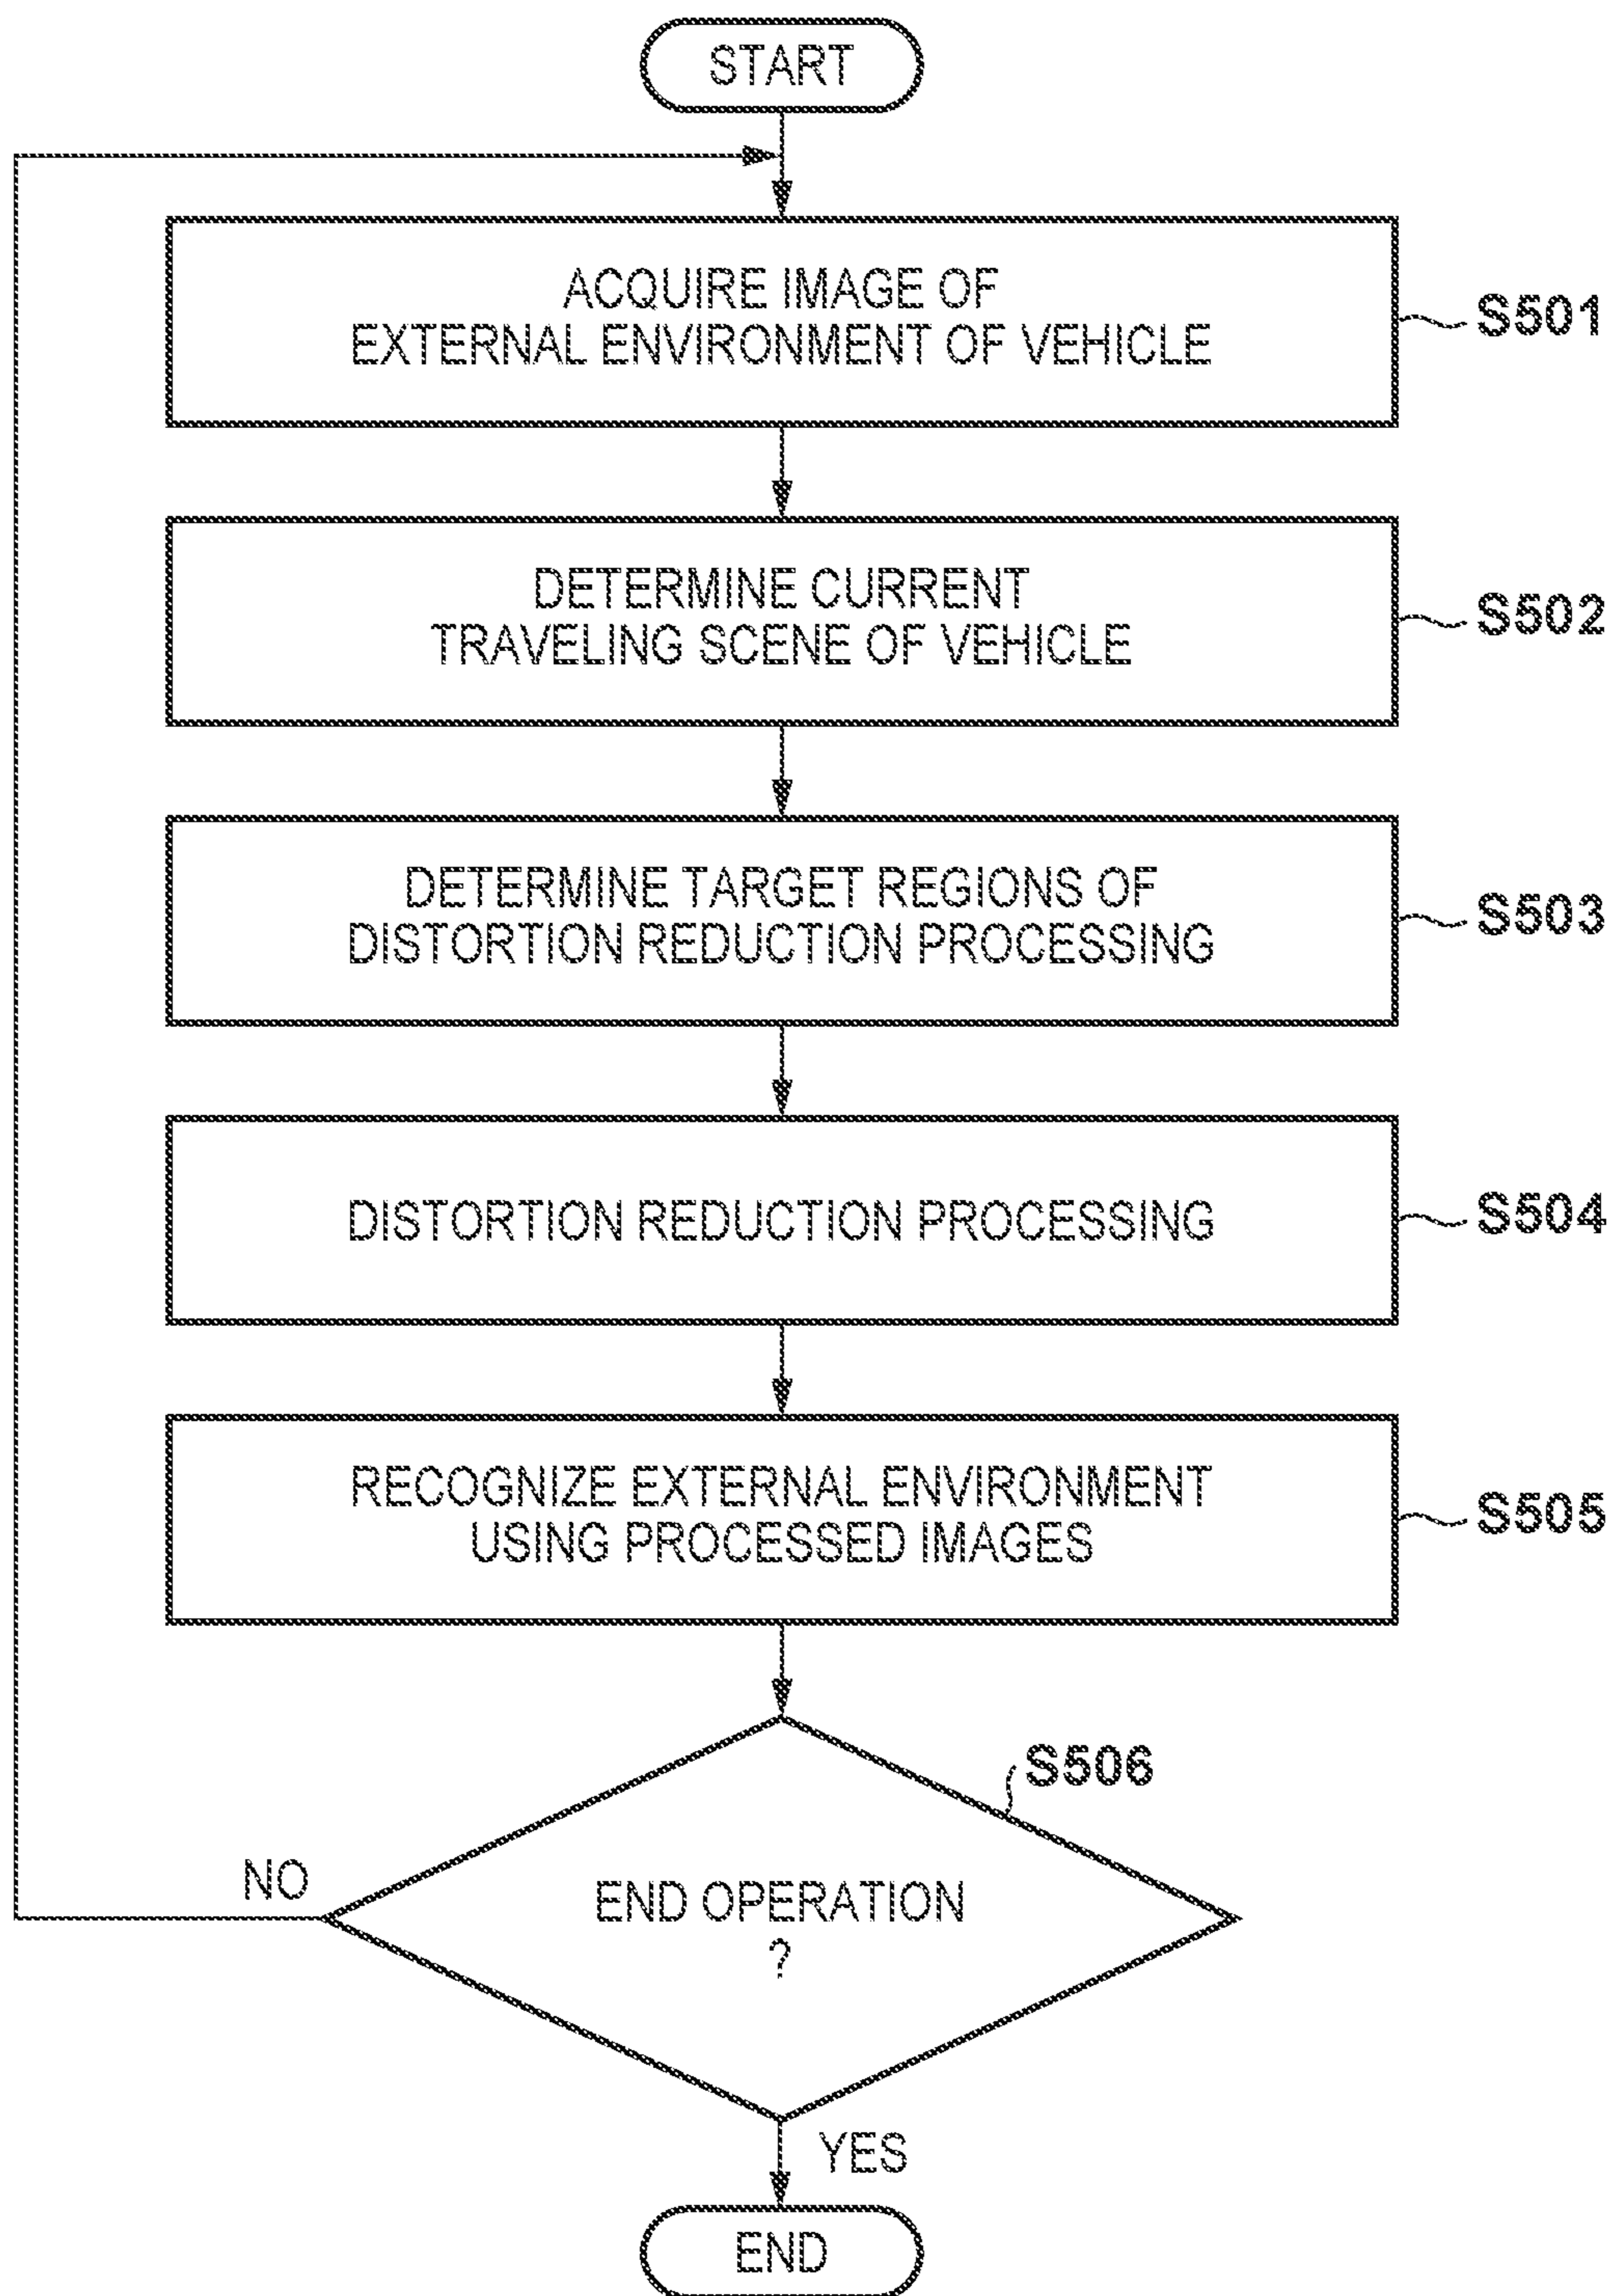 START
ACQUIRE IMAGE OF
EXTERNAL ENVIRONMENT OF VEHICLE
S501
DETERMINE CURRENT
TRAVELING SCENE OF VEHICLE
S502
DETERMINE TARGET REGIONS OF
DISTORTION REDUCTION PROCESSING
S503
DISTORTION REDUCTION PROCESSING
S504
RECOGNIZE EXTERNAL ENVIRONMENT
USING PROCESSED IMAGES
S505
S506
NO
END OPERATION
?
YES
END